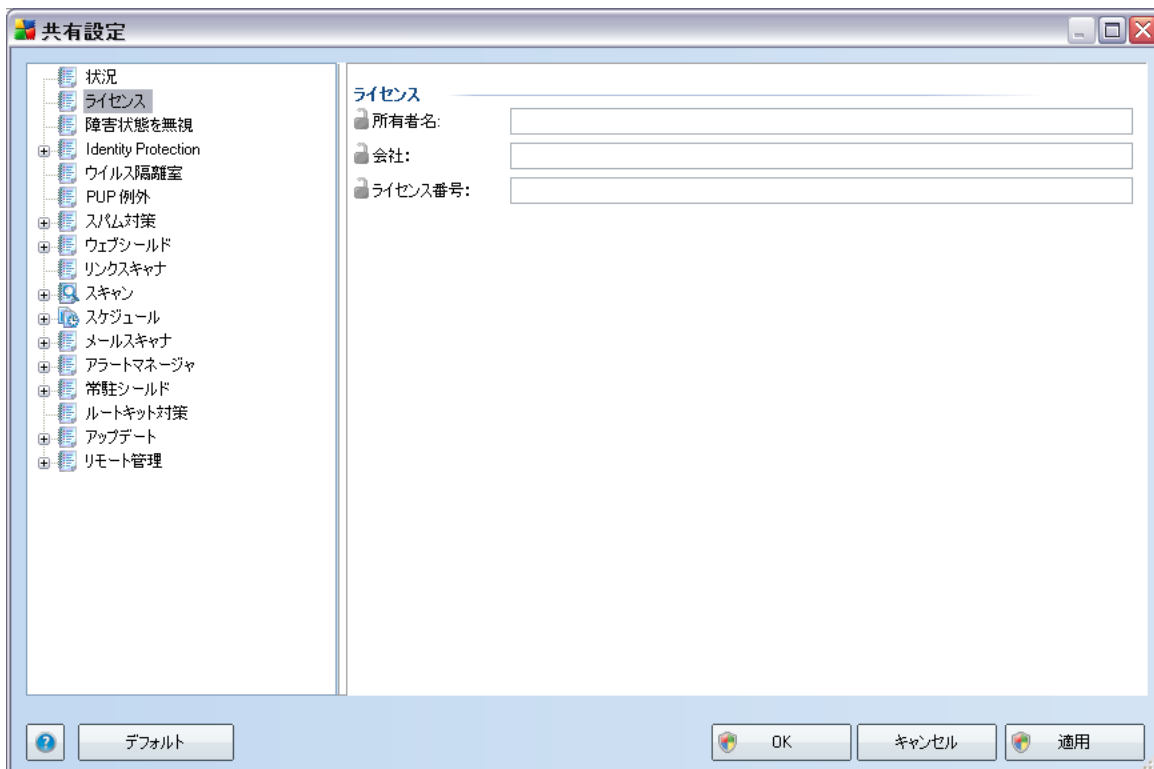 共有設定
状況
ライセンス
障害状態を無視
Identity Protection
ウイルス隔離室
PUP 例外
スパム対策
ウェブシールド
リンクスキャナ
スキャン
スケジュール
メールスキャナ
アラートマネージャ
常駐シールド
ルートキット対策
アップデート
リモート管理
ライセンス
所有者名:
会社:
ライセンス番号:
デフォルト
OK
キャンセル
適用